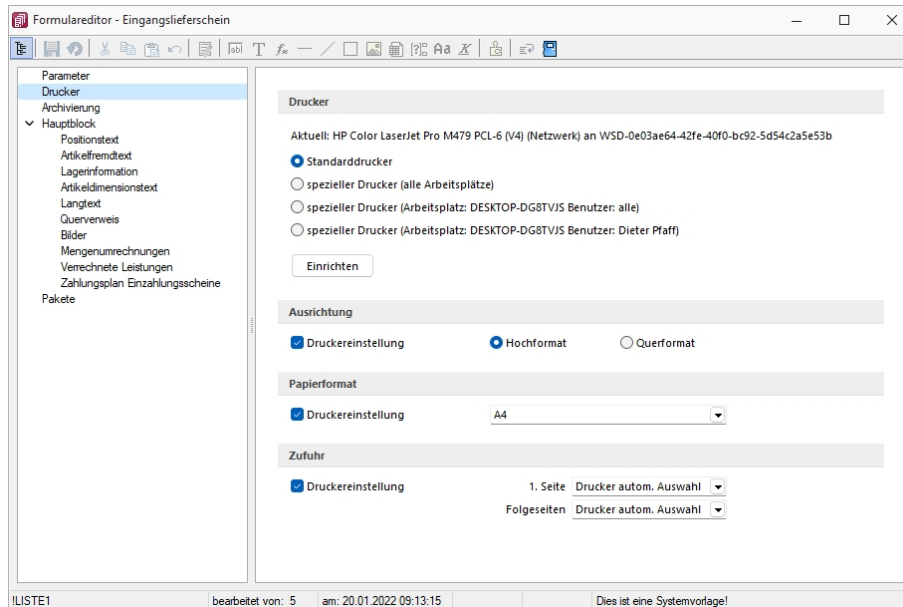 Formulareditor - Eingangslieferschein
Parameter
Drucker
Archivierung
Hauptblock
Positionstext
Artikelfremdtext
Lagerinformation
Artikeldimensionstext
Langtext
Querverweis
Bilder
Mengenumrechnungen
Verrechnete Leistungen
Zahlungsplan Einzahlungsscheine
Pakete
Drucker
Aktuell: HP Color LaserJet Pro M479 PCL-6 (V4) (Netzwerk) an WSD-0e03ae64-42fe-40f0-bc92-5d54c2a5e53b
Standarddrucker
spezieller Drucker (alle Arbeitsplätze)
spezieller Drucker (Arbeitsplatz: DESKTOP-DG8TVJS Benutzer: alle)
spezieller Drucker (Arbeitsplatz: DESKTOP-DG8TVJS Benutzer: Dieter Pfaff)
Einrichten
Ausrichtung
Druckereinstellung Hochformat Querformat
Papierformat
Druckereinstellung A4
Zufuhr
Druckereinstellung 1. Seite Drucker autom. Auswahl
Folgeseiten Drucker autom. Auswahl
!LISTE1 bearbeitet von: 5 am: 20.01.2022 09:13:15 Dies ist eine Systemvorlage!